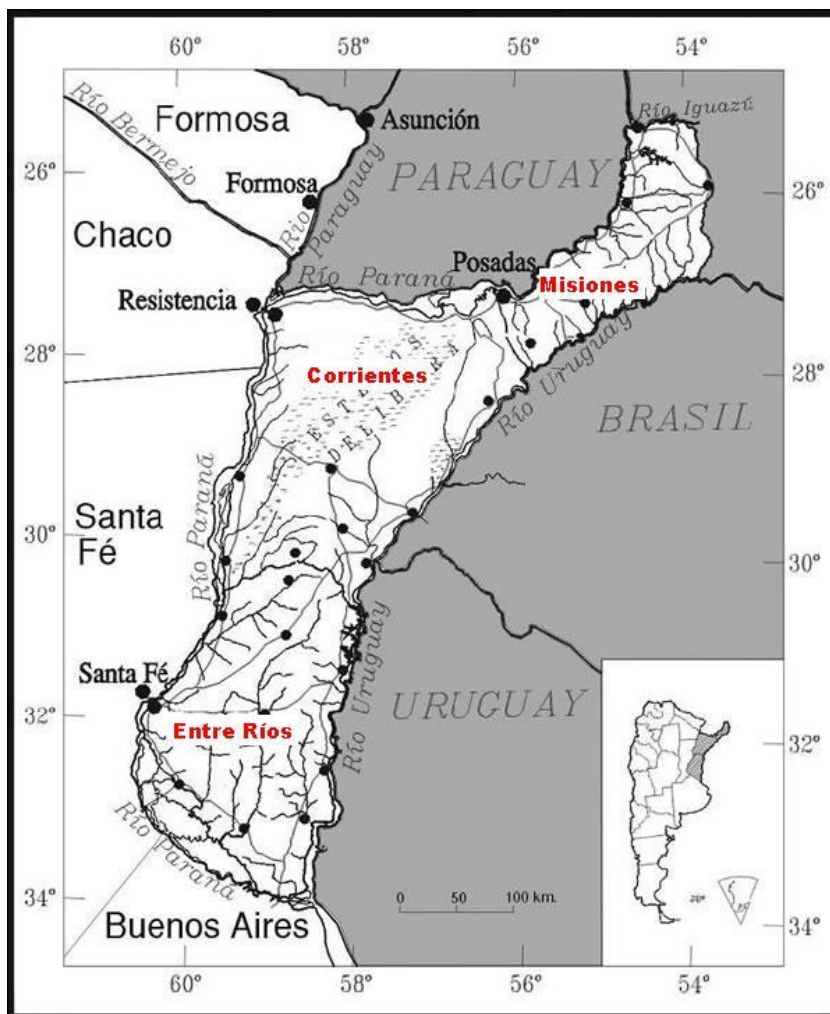 60°
58°
56°
54°
Río Iguazú
Formosa
Asunción
Río Bermejo
26°
Formosa
PARAGUAY
26°
Río
Paraguay
Chaco
Río Paraná
Posadas
Misiones
Resistencia
28°
ESTEROS
DEL IBERA
Corrientes
Río Uruguay
28°
BRASIL
Río Paraná
Santa
Fé
30°
30°
Santa Fé
Río Uruguay
URUGUAY
32°
Entre Ríos
32°
Río Paraná
34°
0 50 100 km.
Buenos Aires
34°
60°
58°
56°
54°